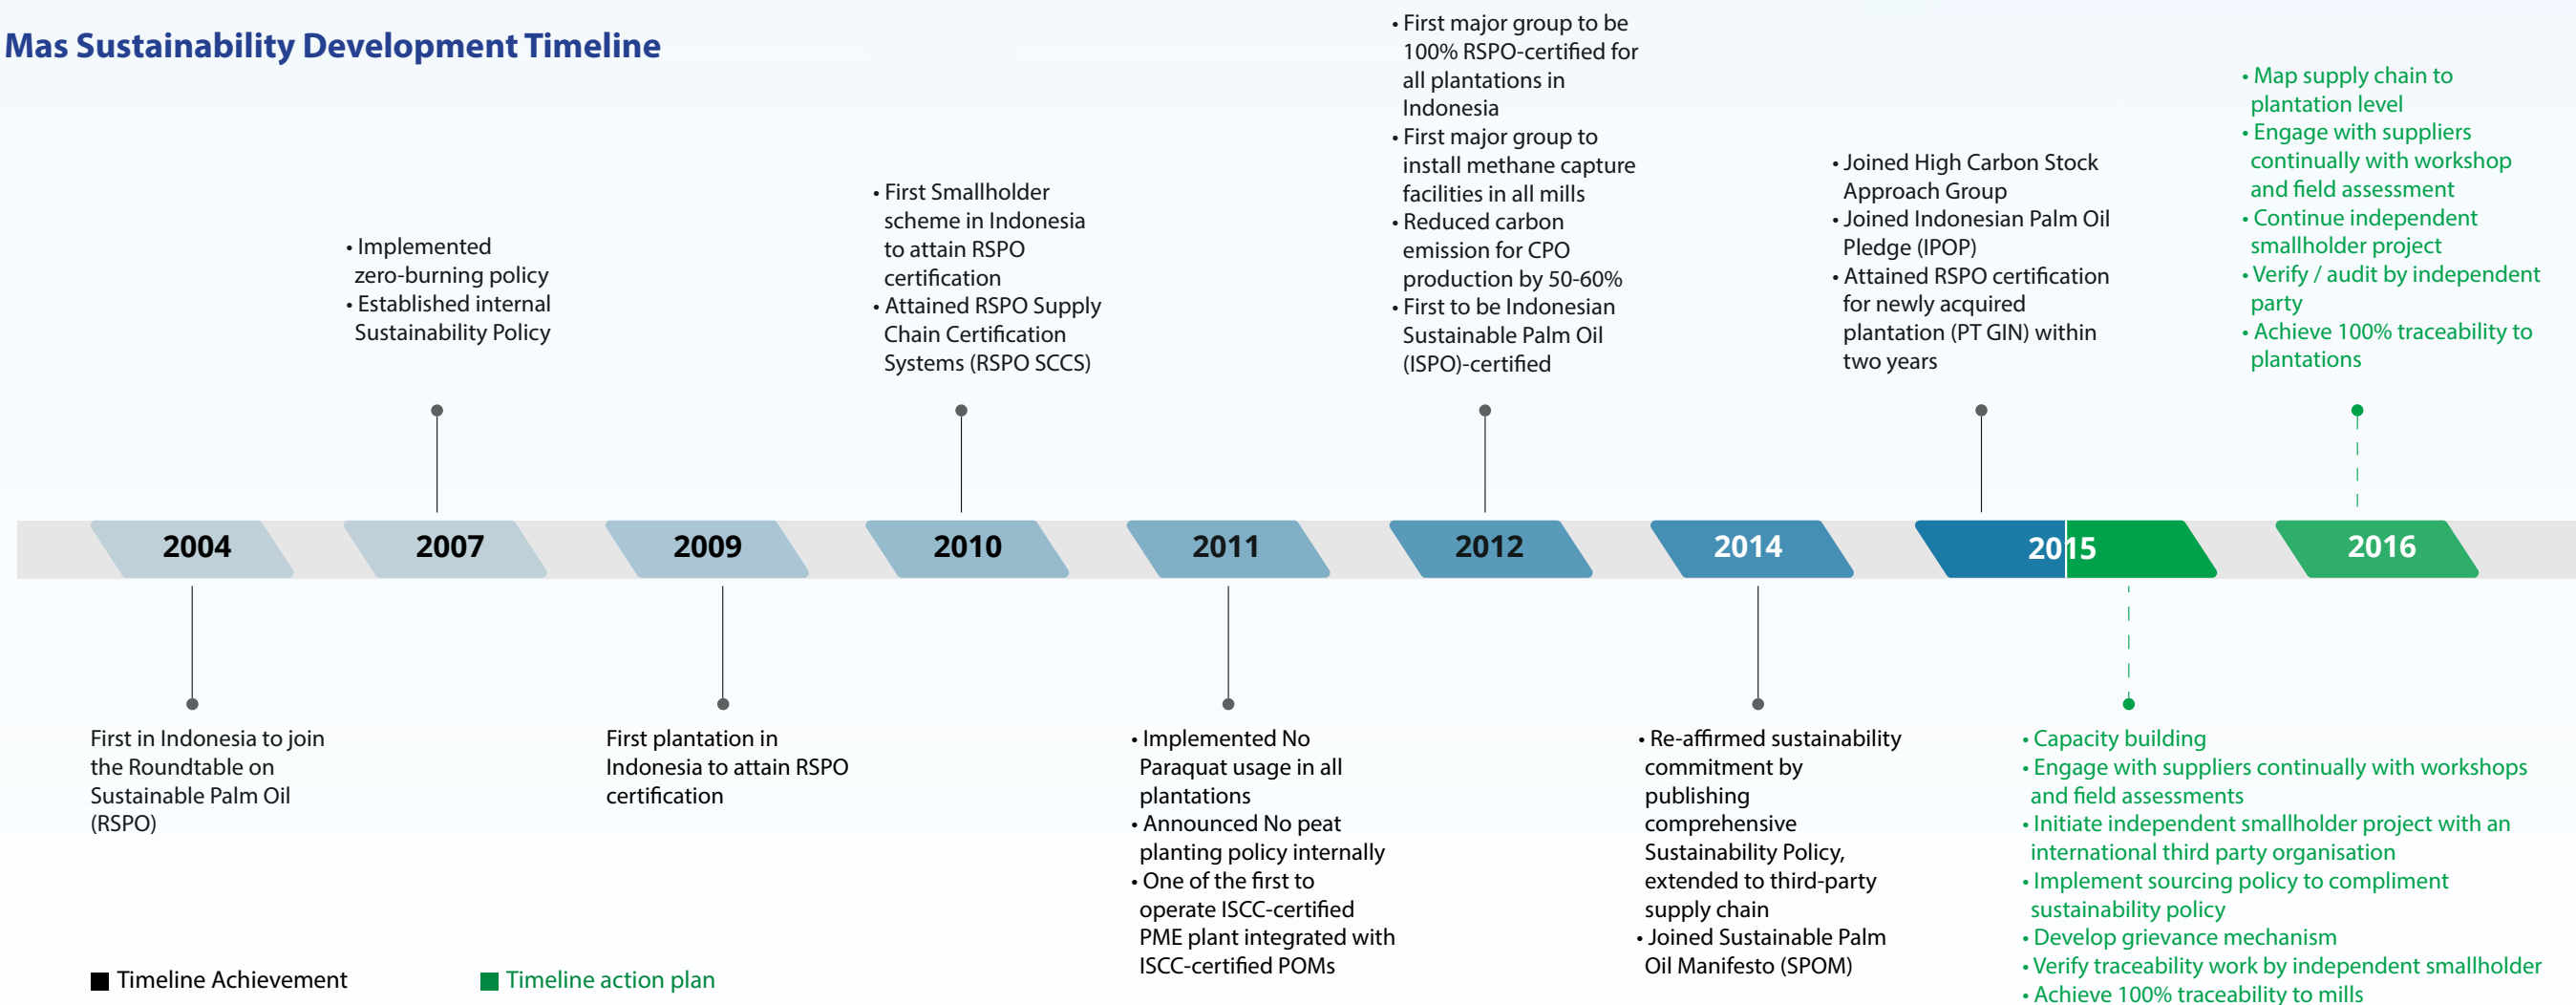 Mas Sustainability Development Timeline
• Implemented
zero-burning policy
• Established internal
Sustainability Policy
• First Smallholder
scheme in Indonesia
to attain RSPO
certification
• Attained RSPO Supply
Chain Certification
Systems (RSPO SCCS)
• First major group to be
100% RSPO-certified for
all plantations in
Indonesia
• First major group to
install methane capture
facilities in all mills
• Reduced carbon
emission for CPO
production by 50-60%
• First to be Indonesian
Sustainable Palm Oil
(ISPO)-certified
• Joined High Carbon Stock
Approach Group
• Joined Indonesian Palm Oil
Pledge (IPOP)
• Attained RSPO certification
for newly acquired
plantation (PT GIN) within
two years
• Map supply chain to
plantation level
• Engage with suppliers
continually with workshop
and field assessment
• Continue independent
smallholder project
• Verify / audit by independent
party
• Achieve 100% traceability to
plantations
2004
2007
2009
2010
2011
2012
2014
2015
2016
First in Indonesia to join
the Roundtable on
Sustainable Palm Oil
(RSPO)
First plantation in
Indonesia to attain RSPO
certification
• Implemented No
Paraquat usage in all
plantations
• Announced No peat
planting policy internally
• One of the first to
operate ISCC-certified
PME plant integrated with
ISCC-certified POMs
• Re-affirmed sustainability
commitment by
publishing
comprehensive
Sustainability Policy,
extended to third-party
supply chain
• Joined Sustainable Palm
Oil Manifesto (SPOM)
• Capacity building
• Engage with suppliers continually with workshops
and field assessments
• Initiate independent smallholder project with an
international third party organisation
• Implement sourcing policy to compliment
sustainability policy
• Develop grievance mechanism
• Verify traceability work by independent smallholder
• Achieve 100% traceability to mills
Timeline Achievement
Timeline action plan